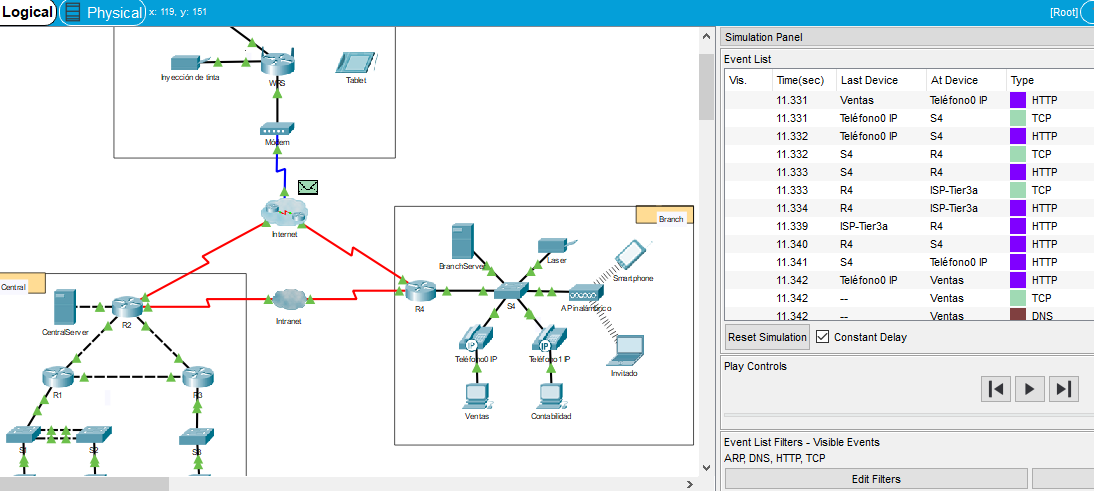 Logical Physical x: 119, y: 151 [Root]
Inyección de tinta
WRS
Tablet
Módem
Internet
Central
CentralServer
R2
Intranet
R1
R3
S1
S2
S3
Branch
BranchServer
Laser
Smartphone
R4
S4
AP inalámbrico
Teléfono0 IP
Teléfono1 IP
Invitado
Ventas
Contabilidad
Simulation Panel
Event List
Vis. Time(sec) Last Device At Device Type
11.331 Ventas Teléfono0 IP HTTP
11.331 Teléfono0 IP S4 TCP
11.332 Teléfono0 IP S4 HTTP
11.332 S4 R4 TCP
11.333 S4 R4 HTTP
11.333 R4 ISP-Tier3a TCP
11.334 R4 ISP-Tier3a HTTP
11.339 ISP-Tier3a R4 HTTP
11.340 R4 S4 HTTP
11.341 S4 Teléfono0 IP HTTP
11.342 Teléfono0 IP Ventas HTTP
11.342 -- Ventas TCP
11.342 -- Ventas DNS
Reset Simulation Constant Delay
Play Controls
Event List Filters - Visible Events
ARP, DNS, HTTP, TCP
Edit Filters